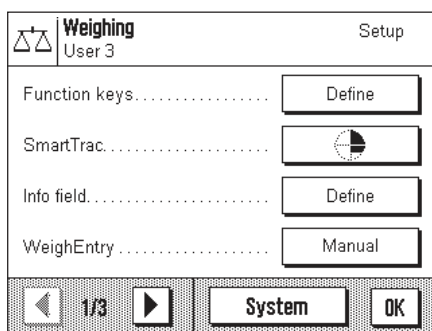 Weighing Setup
User 3
Function keys.................. Define
SmartTrac.......................
Info field....................... Define
WeighEntry................... Manual
1/3 System OK